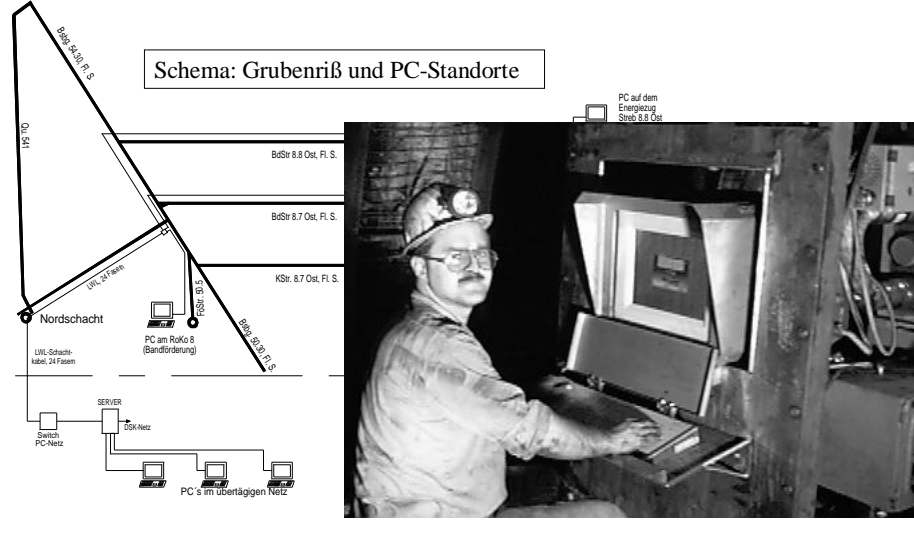 Schema: Grubenriß und PC-Standorte
Bsbg. 54.30, Fl. S.
PC auf dem
Energiezug
Streb 8.8 Ost
Qu. 541
BdStr 8.8 Ost, Fl. S.
BdStr 8.7 Ost, Fl. S.
KStr. 8.7 Ost, Fl. S.
LWL, 24 Fasern
FöStr. 50.5
Bsbg. 50.30, Fl. S.
Nordschacht
PC am RoKo 8
(Bandförderung)
LWL-Schacht-
kabel, 24 Fasern
SERVER
DSK-Netz
Switch
PC-Netz
PC´s im übertägigen Netz